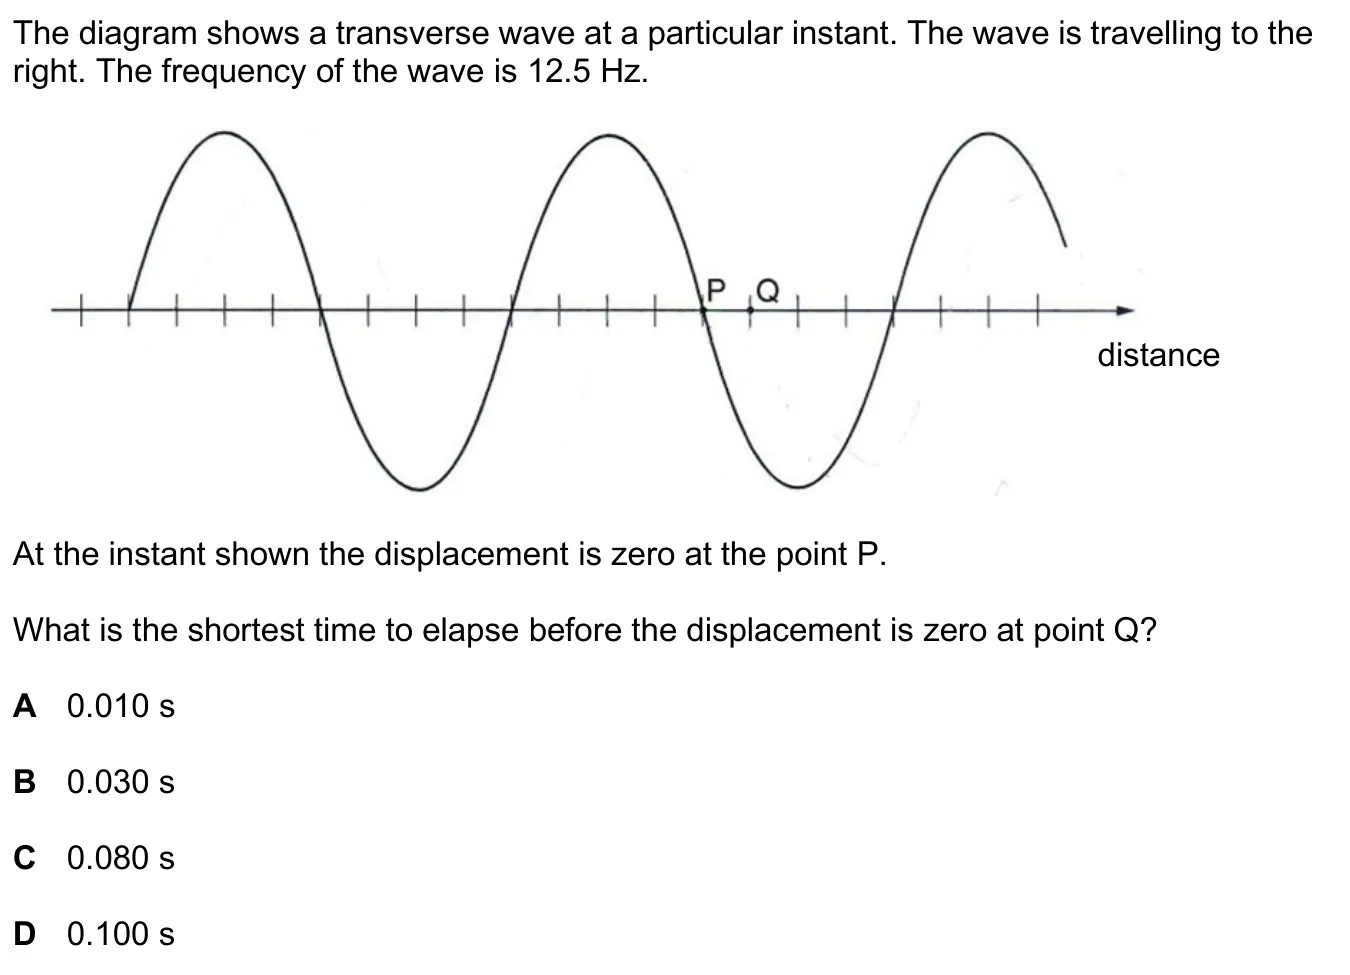 The diagram shows a transverse wave at a particular instant. The wave is travelling to the
right. The frequency of the wave is 12.5 Hz.
P Q
distance
At the instant shown the displacement is zero at the point P.
What is the shortest time to elapse before the displacement is zero at point Q?
A 0.010 s
B 0.030 s
C 0.080 s
D 0.100 s